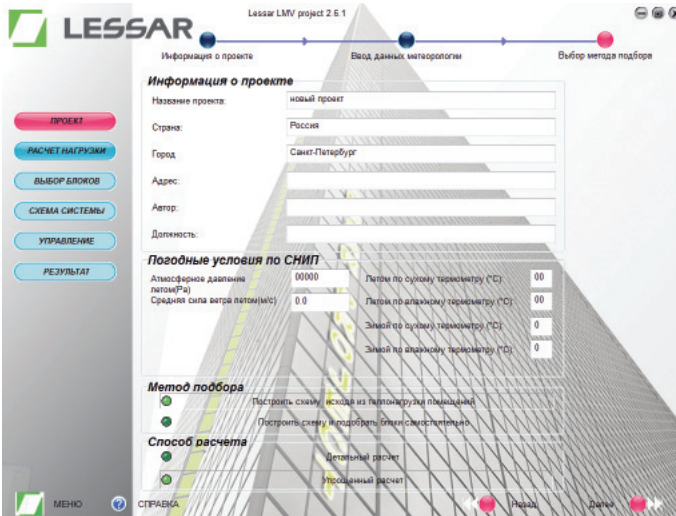 Lessar LMV project 2.6.1
LESSAR
Информация о проекте
Ввод данных метеорологии
Выбор метода подбора
Информация о проекте
Название проекта: новый проект
Страна: Россия
Город Санкт-Петербург
Адрес:
Автор:
Должность:
ПРОЕКТ
РАСЧЕТ НАГРУЗКИ
ВЫБОР БЛОКОВ
СХЕМА СИСТЕМЫ
УПРАВЛЕНИЕ
РЕЗУЛЬТАТ
Погодные условия по СНИП
Атмосферное давление
летом(Pa) 00000
Средняя сила ветра летом(м/с) 0.0
Летом по сухому термометру (°C): 00
Летом по влажному термометру (°C): 00
Зимой по сухому термометру (°C): 0
Зимой по влажному термометру (°C): 0
Метод подбора
Построить схему, исходя из теплонагрузки помещений
Построить схему и подобрать блоки самостоятельно
Способ расчета
Детальный расчет
Упрощенный расчет
МЕНЮ
? СПРАВКА
Назад
Далее